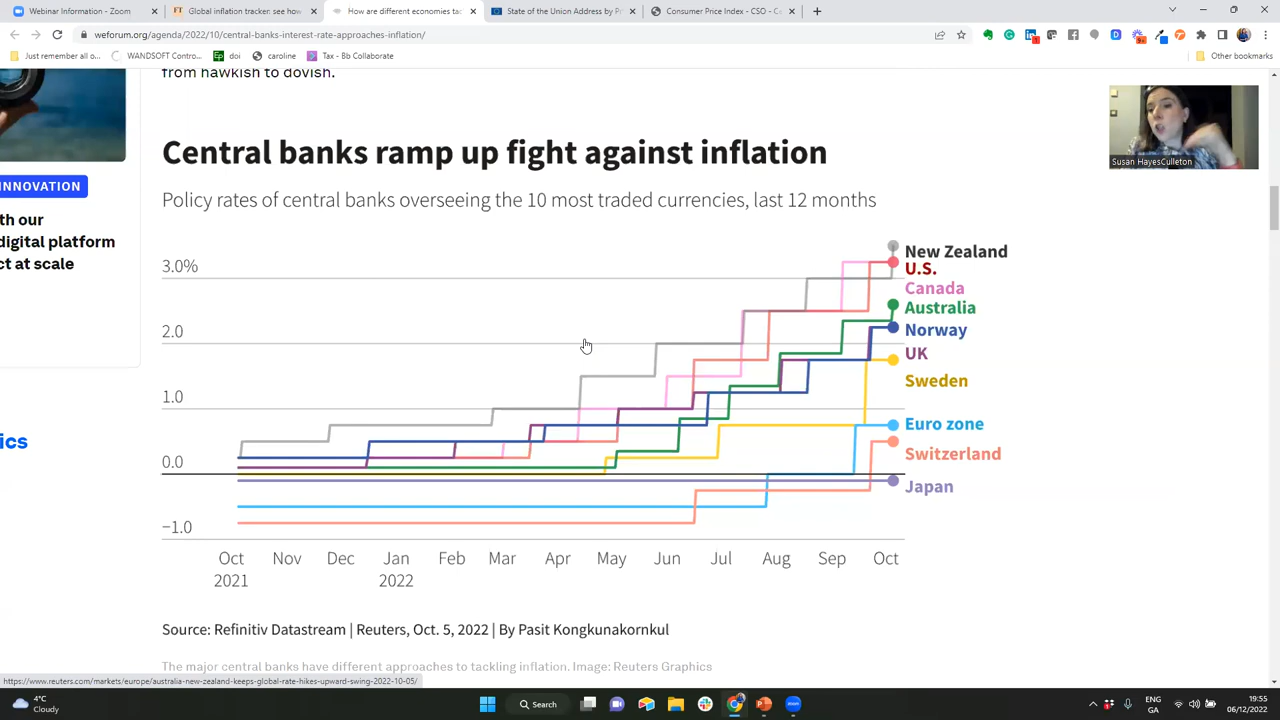 Webinar Information - Zoom
Global inflation tracker: see how
How are different economies ta
State of the Union Address by Pr
Consumer Price Index - CSO - C
weforum.org/agenda/2022/10/central-banks-interest-rate-approaches-inflation/
Just remember all o...
WANDSOFT Constr...
doi
caroline
Tax - Bb Collaborate
Other bookmarks
from hawkish to dovish.
Susan HayesCulleton
Central banks ramp up fight against inflation
Policy rates of central banks overseeing the 10 most traded currencies, last 12 months
INNOVATION
th our
digital platform
ct at scale
ics
3.0%
2.0
1.0
0.0
−1.0
New Zealand
U.S.
Canada
Australia
Norway
UK
Sweden
Euro zone
Switzerland
Japan
Oct Nov Dec Jan Feb Mar Apr May Jun Jul Aug Sep Oct
2021 2022
Source: Refinitiv Datastream | Reuters, Oct. 5, 2022 | By Pasit Kongkunakornkul
The major central banks have different approaches to tackling inflation. Image: Reuters Graphics
https://www.reuters.com/markets/europe/australia-new-zealand-keeps-global-rate-hikes-upward-swing-2022-10-05/
4°C
Cloudy
Search
ENG
GA
19:55
06/12/2022